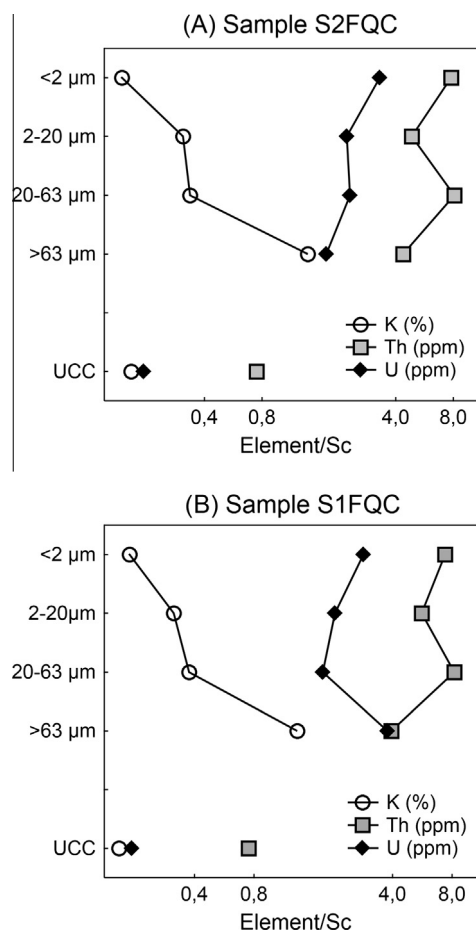 (A) Sample S2FQC
<2 µm
2-20 µm
20-63 µm
>63 µm
K (%)
Th (ppm)
UCC
U (ppm)
0,4 0,8 4,0 8,0
Element/Sc
(B) Sample S1FQC
<2 µm
2-20µm
20-63 µm
>63 µm
K (%)
Th (ppm)
UCC
U (ppm)
0,4 0,8 4,0 8,0
Element/Sc